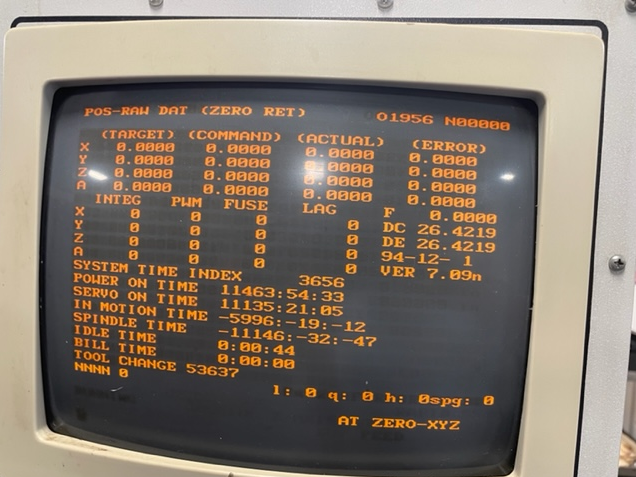 POS-RAW DAT (ZERO RET) O1956 N00000
(TARGET) (COMMAND) (ACTUAL) (ERROR)
X 0.0000 0.0000 0.0000 0.0000
Y 0.0000 0.0000 0.0000 0.0000
Z 0.0000 0.0000 0.0000 0.0000
A 0.0000 0.0000 0.0000 0.0000
INTEG PWM FUSE LAG F 0.0000
X 0 0 0 0 DC 26.4219
Y 0 0 0 0 DE 26.4219
Z 0 0 0 0 94-12- 1
A 0 0 0 0 VER 7.09n
SYSTEM TIME INDEX 3656
POWER ON TIME 11463:54:33
SERVO ON TIME 11135:21:05
IN MOTION TIME -5996:-19:-12
SPINDLE TIME -11146:-32:-47
IDLE TIME 0:00:44
BILL TIME 0:00:00
TOOL CHANGE 53637
NNNN 0
l: 0 q: 0 h: 0spg: 0
AT ZERO-XYZ